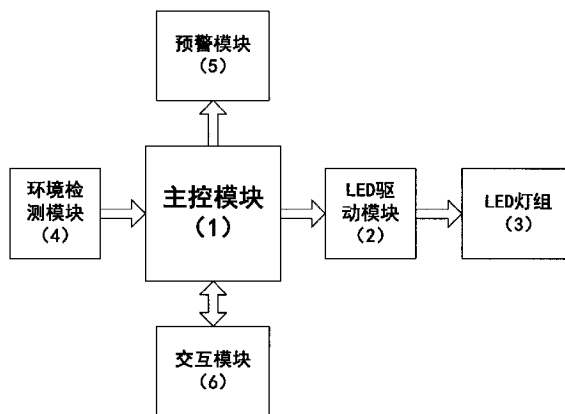 预警模块
（5）
环境检
测模块
（4）
主控模块
（1）
LED驱
动模块
（2）
LED灯组
（3）
交互模块
（6）